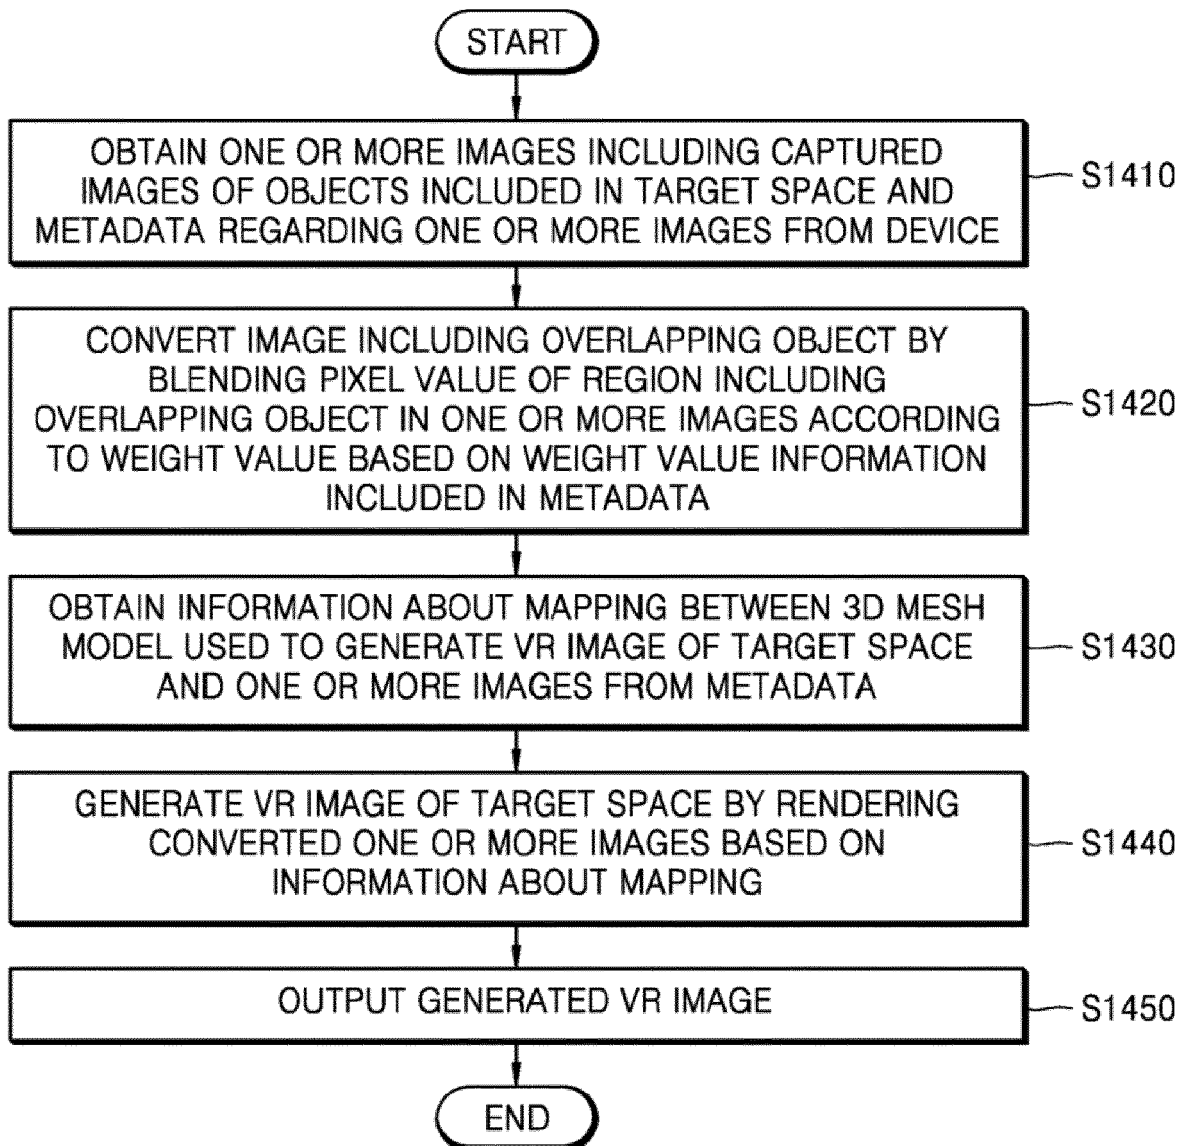 START
OBTAIN ONE OR MORE IMAGES INCLUDING CAPTURED
IMAGES OF OBJECTS INCLUDED IN TARGET SPACE AND
METADATA REGARDING ONE OR MORE IMAGES FROM DEVICE
S1410
CONVERT IMAGE INCLUDING OVERLAPPING OBJECT BY
BLENDING PIXEL VALUE OF REGION INCLUDING
OVERLAPPING OBJECT IN ONE OR MORE IMAGES ACCORDING
TO WEIGHT VALUE BASED ON WEIGHT VALUE INFORMATION
INCLUDED IN METADATA
S1420
OBTAIN INFORMATION ABOUT MAPPING BETWEEN 3D MESH
MODEL USED TO GENERATE VR IMAGE OF TARGET SPACE
AND ONE OR MORE IMAGES FROM METADATA
S1430
GENERATE VR IMAGE OF TARGET SPACE BY RENDERING
CONVERTED ONE OR MORE IMAGES BASED ON
INFORMATION ABOUT MAPPING
S1440
OUTPUT GENERATED VR IMAGE
S1450
END